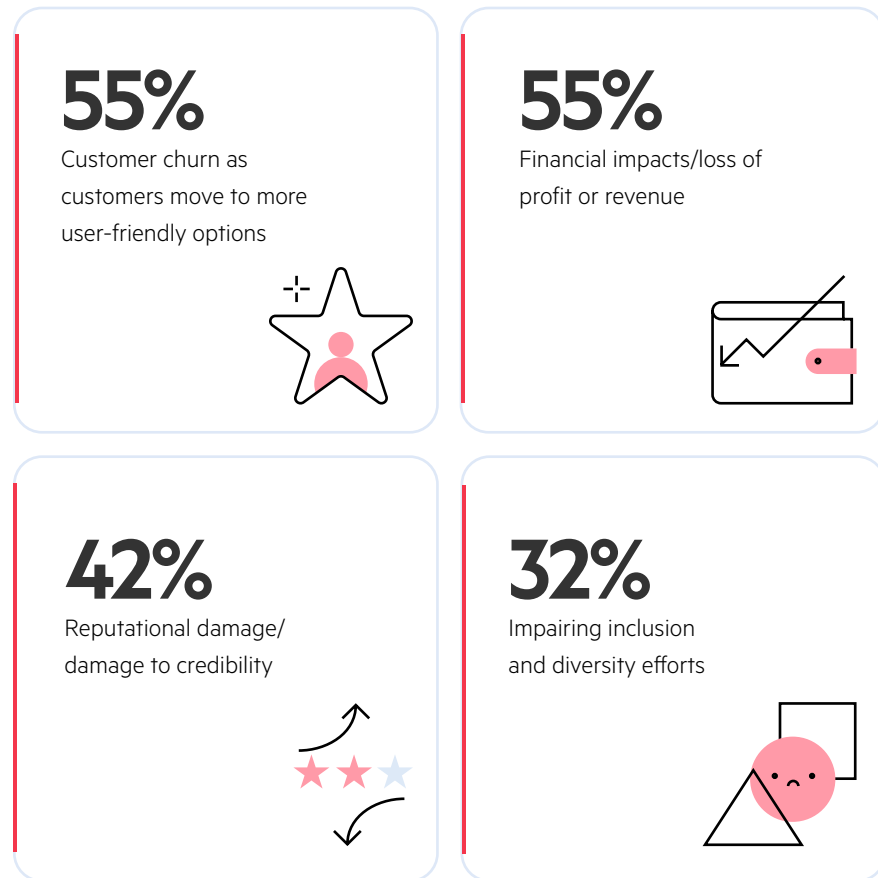 55%
Customer churn as
customers move to more
user-friendly options
55%
Financial impacts/loss of
profit or revenue
42%
Reputational damage/
damage to credibility
32%
Impairing inclusion
and diversity efforts